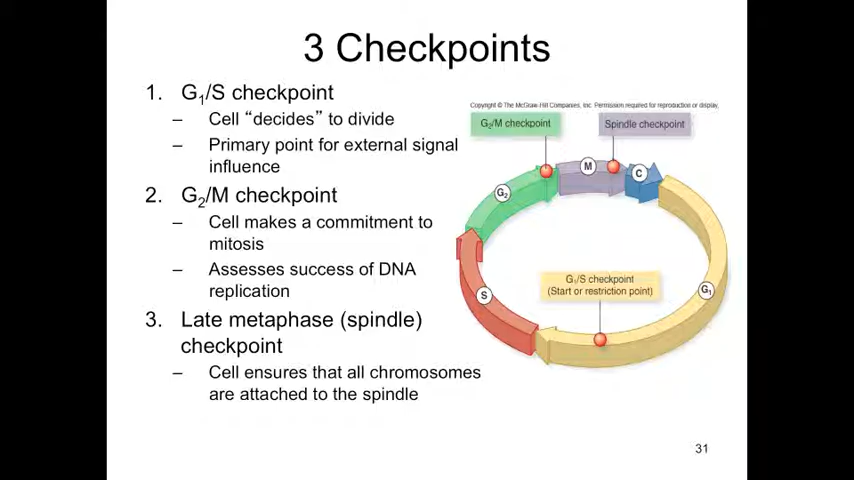 3 Checkpoints
1. G₁/S checkpoint
– Cell “decides” to divide
– Primary point for external signal
influence
2. G₂/M checkpoint
– Cell makes a commitment to
mitosis
– Assesses success of DNA
replication
3. Late metaphase (spindle)
checkpoint
– Cell ensures that all chromosomes
are attached to the spindle
Copyright © The McGraw-Hill Companies, Inc. Permission required for reproduction or display.
G₂/M checkpoint
Spindle checkpoint
M
C
G₂
S
G₁
G₁/S checkpoint
(Start or restriction point)
31